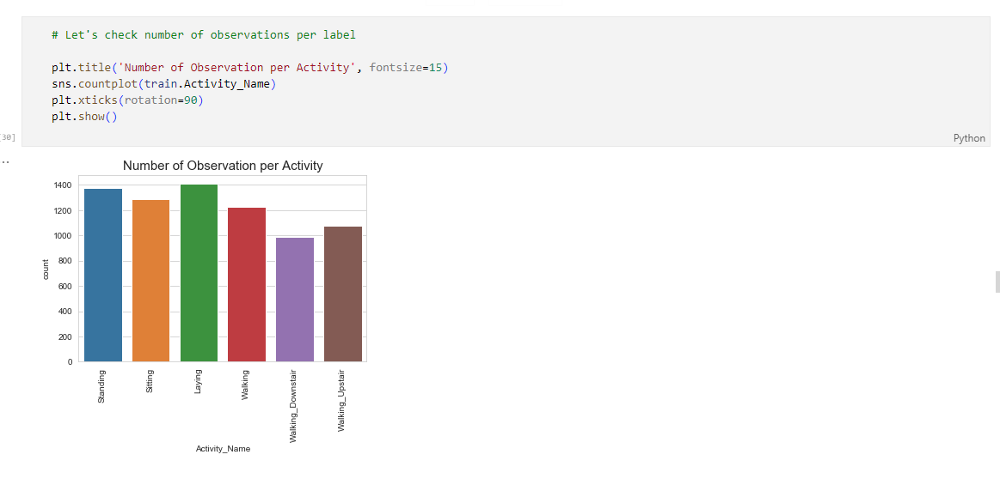 # Let's check number of observations per label
plt.title('Number of Observation per Activity', fontsize=15)
sns.countplot(train.Activity_Name)
plt.xticks(rotation=90)
plt.show()
30]
Python
..
Number of Observation per Activity
1400
1200
1000
800
600
400
200
0
count
Standing
Sitting
Laying
Walking
Walking_Downstair
Walking_Upstair
Activity_Name